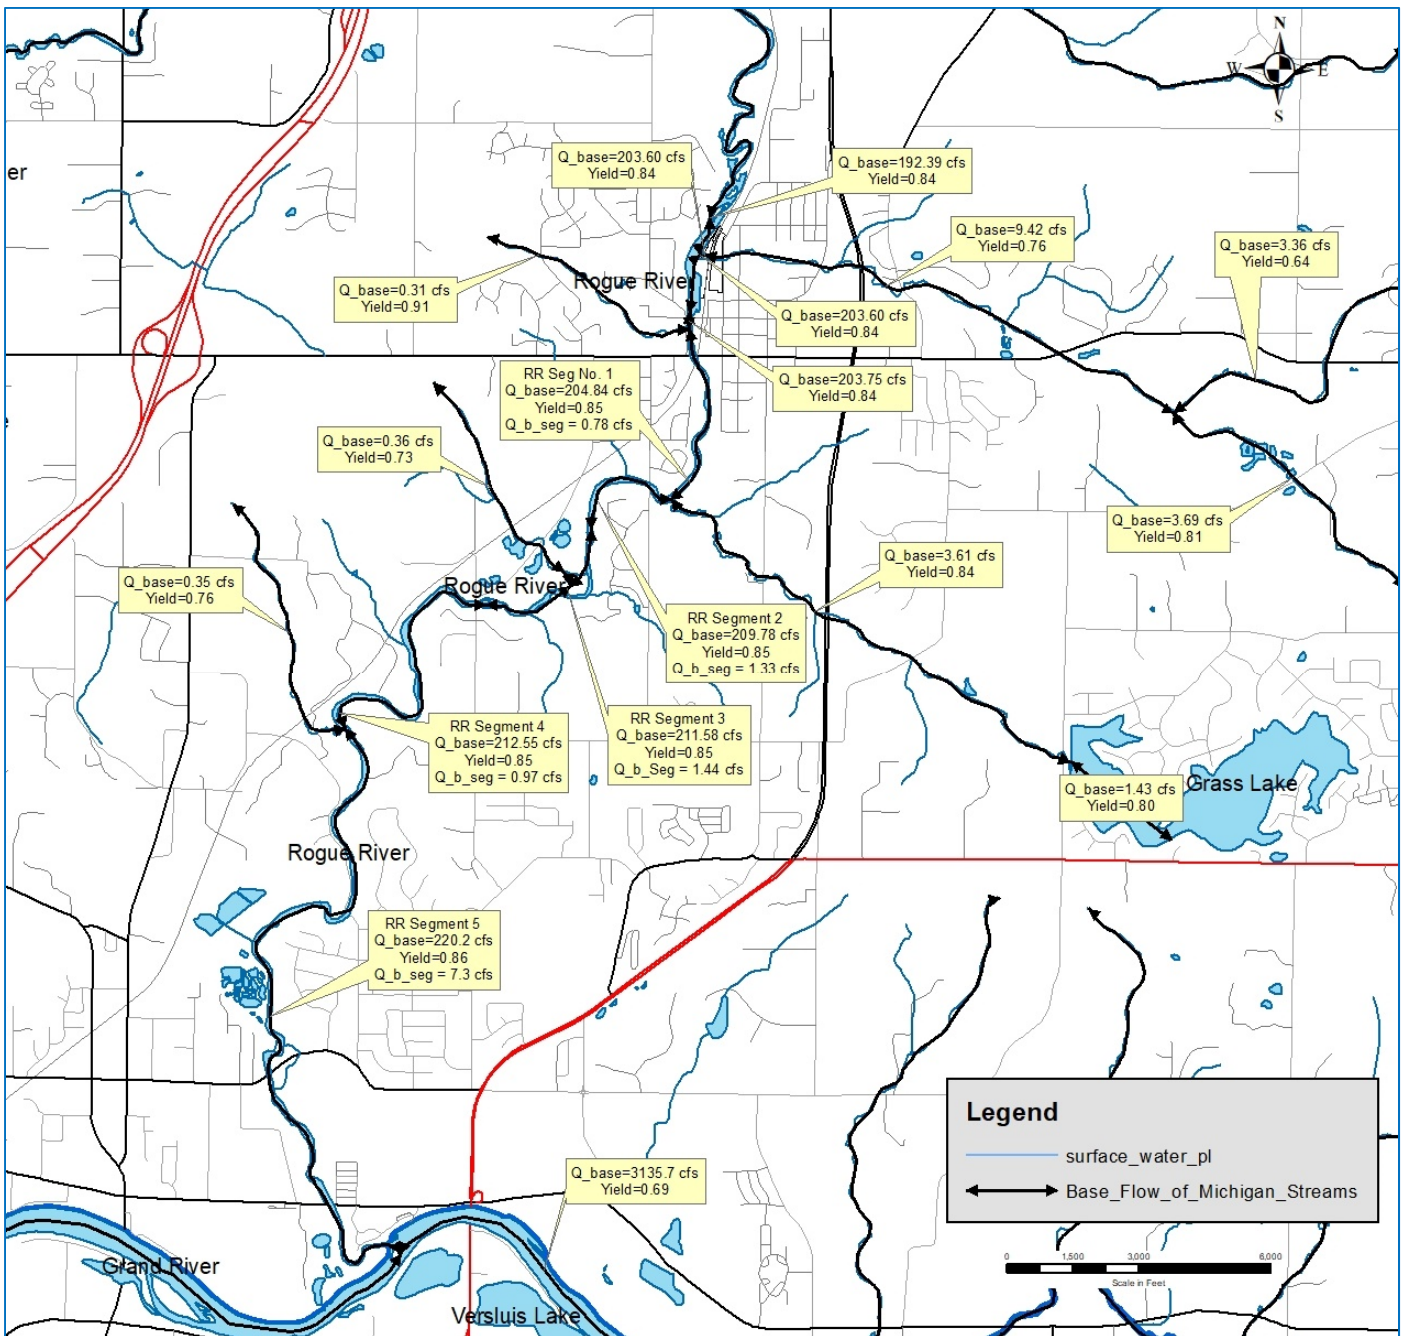 N
W
E
S
er
Q_base=203.60 cfs
Yield=0.84
Q_base=192.39 cfs
Yield=0.84
Q_base=9.42 cfs
Yield=0.76
Q_base=3.36 cfs
Yield=0.64
Q_base=0.31 cfs
Yield=0.91
Rogue River
Q_base=203.60 cfs
Yield=0.84
RR Seg No. 1
Q_base=204.84 cfs
Yield=0.85
Q_b_seg = 0.78 cfs
Q_base=203.75 cfs
Yield=0.84
Q_base=0.36 cfs
Yield=0.73
Q_base=3.69 cfs
Yield=0.81
Q_base=0.35 cfs
Yield=0.76
Rogue River
Q_base=3.61 cfs
Yield=0.84
RR Segment 2
Q_base=209.78 cfs
Yield=0.85
Q_b_seg = 1.33 cfs
RR Segment 4
Q_base=212.55 cfs
Yield=0.85
Q_b_seg = 0.97 cfs
RR Segment 3
Q_base=211.58 cfs
Yield=0.85
Q_b_Seg = 1.44 cfs
Q_base=1.43 cfs
Yield=0.80
Grass Lake
Rogue River
RR Segment 5
Q_base=220.2 cfs
Yield=0.86
Q_b_seg = 7.3 cfs
Q_base=3135.7 cfs
Yield=0.69
Grand River
Versluis Lake
Legend
surface_water_pl
Base_Flow_of_Michigan_Streams
0 1,500 3,000 6,000
Scale in Feet